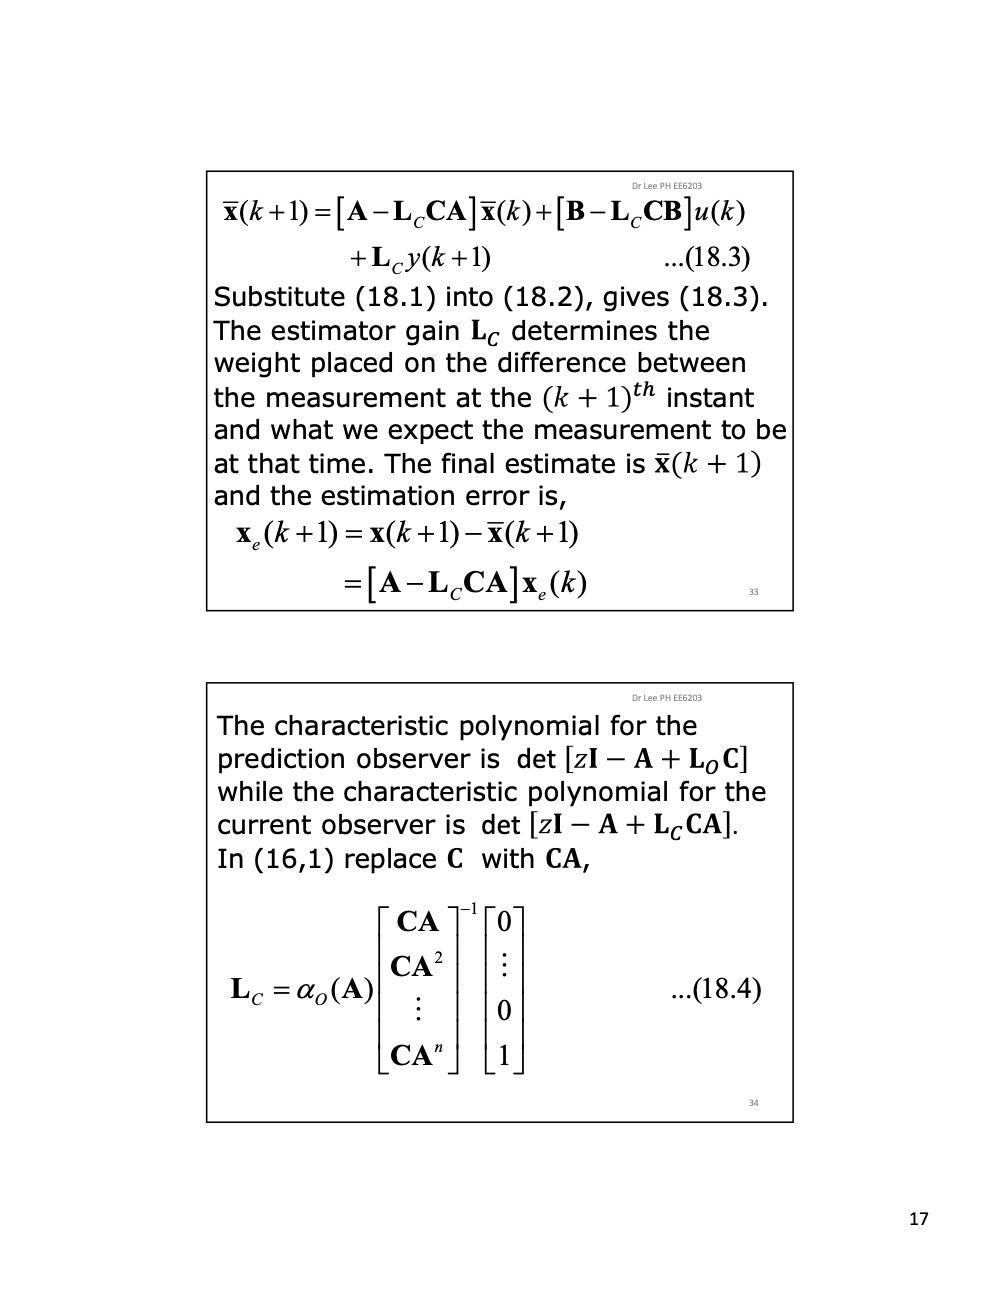 Dr Lee PH EE6203
x̅(k+1) = [A − L_C CA]x̅(k) + [B − L_C CB]u(k)
+ L_C y(k+1) ...(18.3)
Substitute (18.1) into (18.2), gives (18.3).
The estimator gain L_C determines the
weight placed on the difference between
the measurement at the (k + 1)^th instant
and what we expect the measurement to be
at that time. The final estimate is x̅(k + 1)
and the estimation error is,
x_e(k+1) = x(k+1) − x̅(k+1)
= [A − L_C CA]x_e(k)
33
Dr Lee PH EE6203
The characteristic polynomial for the
prediction observer is det [zI − A + L_O C]
while the characteristic polynomial for the
current observer is det [zI − A + L_C CA].
In (16,1) replace C with CA,
L_C = α_O(A) [CA CA² ⋮ CAⁿ]⁻¹ [0 ⋮ 0 1] ...(18.4)
34
17